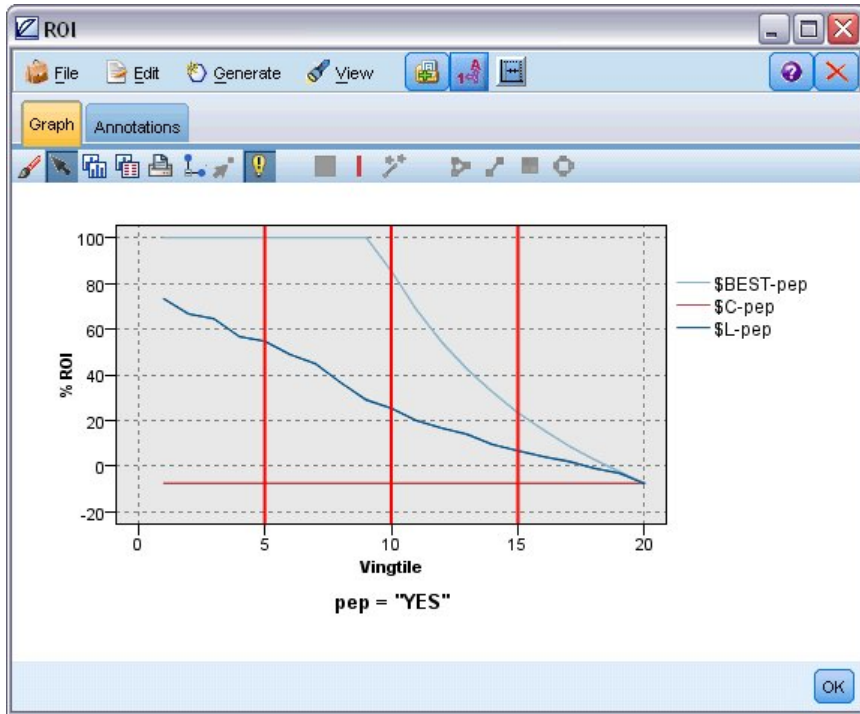 ROI
File Edit Generate View
Graph Annotations
100
80
60
40
20
0
-20
% ROI
0 5 10 15 20
Vingtile
pep = "YES"
$BEST-pep
$C-pep
$L-pep
OK